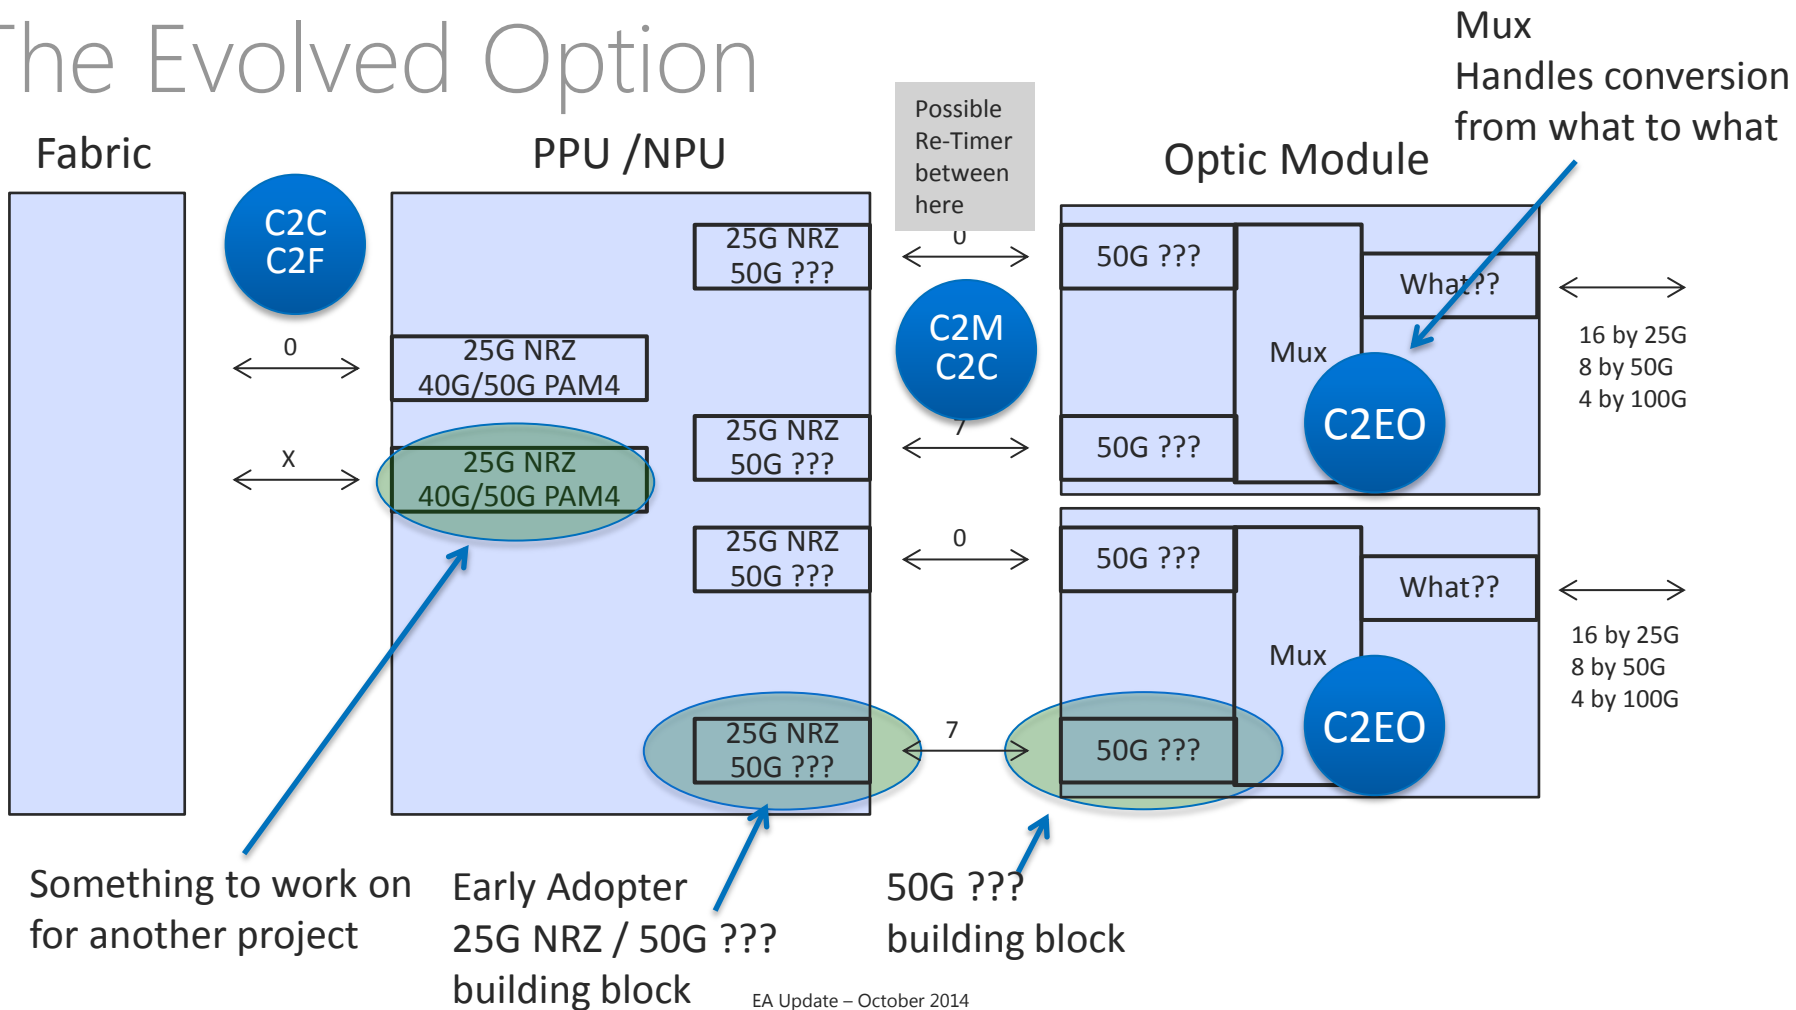 The Evolved Option
Mux
Handles conversion
from what to what
Fabric
PPU /NPU
Possible
Re-Timer
between
here
Optic Module
C2C
C2F
25G NRZ
50G ???
0
50G ???
What??
16 by 25G
8 by 50G
4 by 100G
C2M
C2C
Mux
C2EO
0
25G NRZ
40G/50G PAM4
X
25G NRZ
40G/50G PAM4
25G NRZ
50G ???
7
50G ???
25G NRZ
50G ???
0
50G ???
What??
16 by 25G
8 by 50G
4 by 100G
Mux
C2EO
25G NRZ
50G ???
7
50G ???
Something to work on
for another project
Early Adopter
25G NRZ / 50G ???
building block
50G ???
building block
EA Update – October 2014